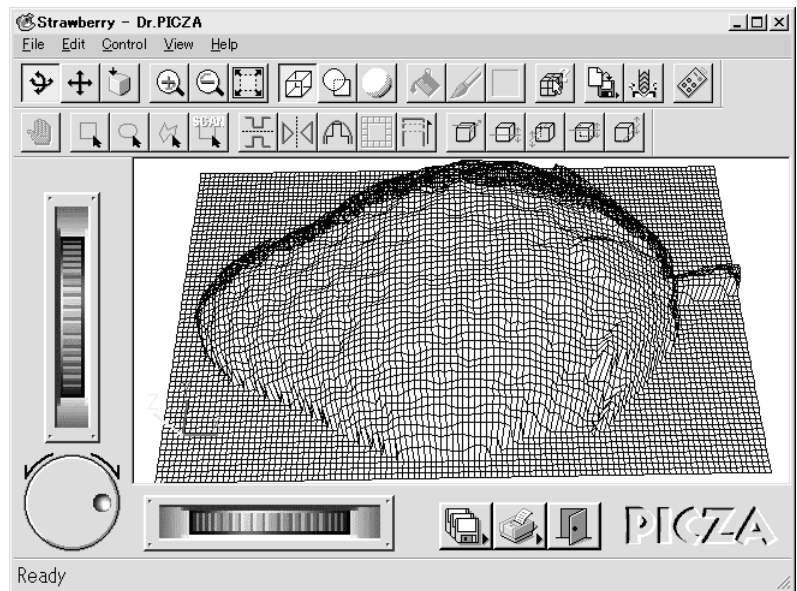 Strawberry - Dr.PICZA
File Edit Control View Help
SCAN
Z
PICZA
Ready